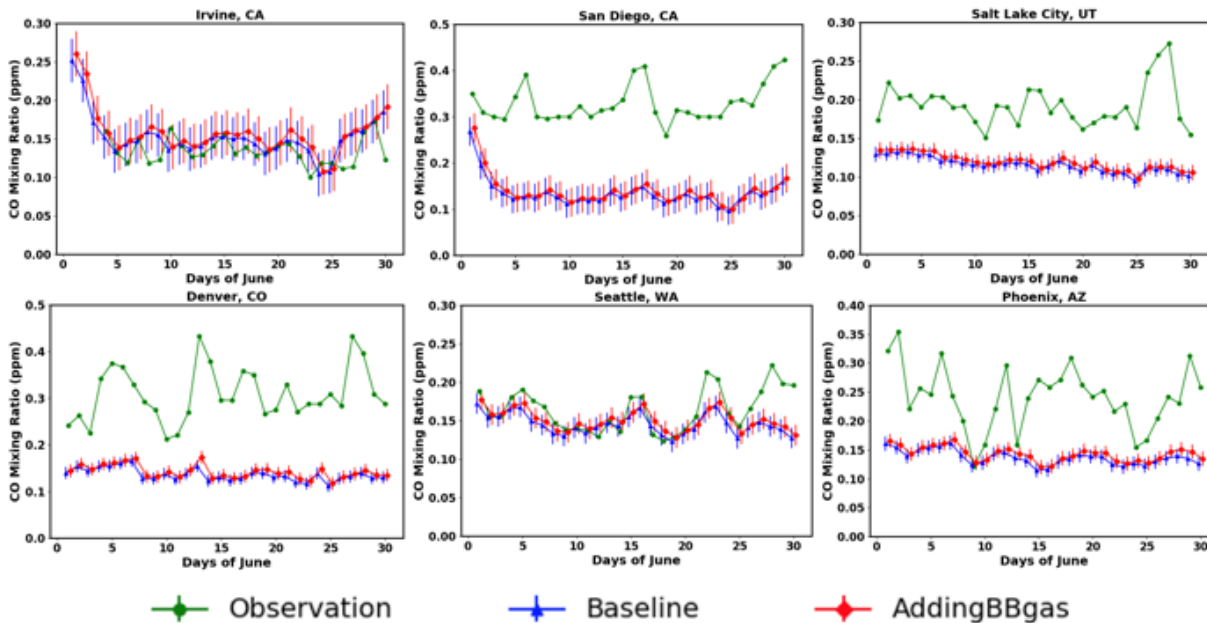 Irvine, CA
San Diego, CA
Salt Lake City, UT
CO Mixing Ratio (ppm)
0.30
0.25
0.20
0.15
0.10
0.05
0.00
0 5 10 15 20 25 30
Days of June
CO Mixing Ratio (ppm)
0.5
0.4
0.3
0.2
0.1
0.0
0 5 10 15 20 25 30
Days of June
CO Mixing Ratio (ppm)
0.30
0.25
0.20
0.15
0.10
0.05
0.00
0 5 10 15 20 25 30
Days of June
Denver, CO
Seattle, WA
Phoenix, AZ
CO Mixing Ratio (ppm)
0.5
0.4
0.3
0.2
0.1
0.0
0 5 10 15 20 25 30
Days of June
CO Mixing Ratio (ppm)
0.30
0.25
0.20
0.15
0.10
0.05
0.00
0 5 10 15 20 25 30
Days of June
CO Mixing Ratio (ppm)
0.40
0.35
0.30
0.25
0.20
0.15
0.10
0.05
0.00
0 5 10 15 20 25 30
Days of June
Observation
Baseline
AddingBBgas